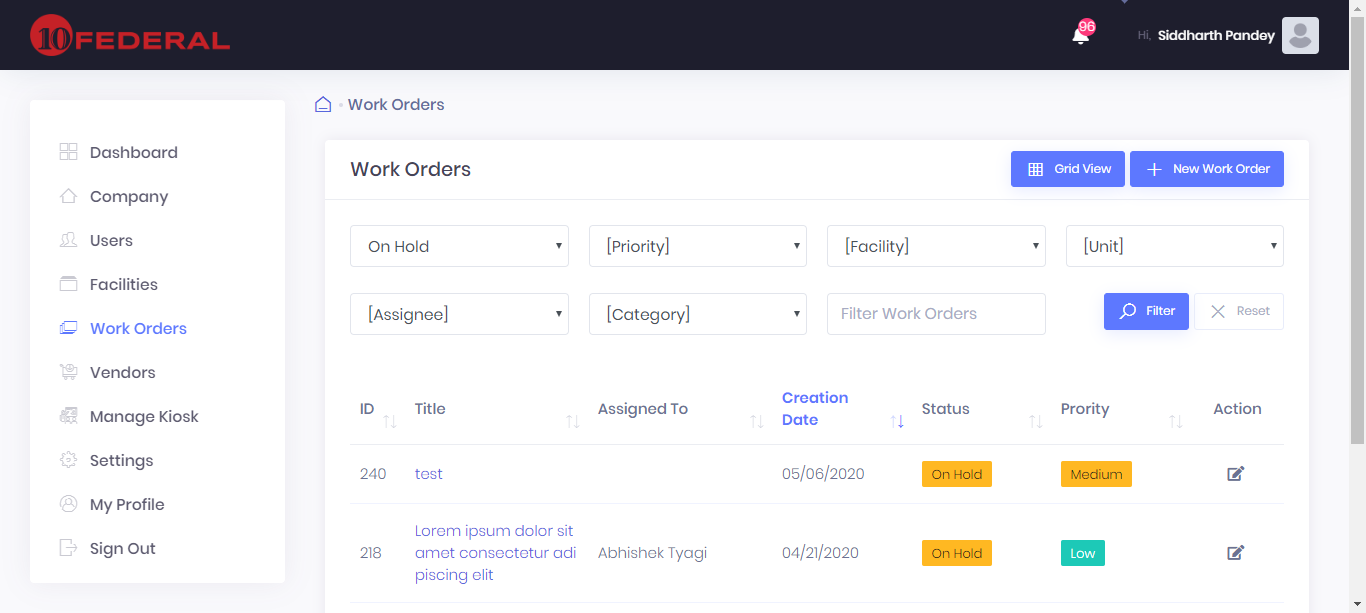 10 FEDERAL
96
Hi, Siddharth Pandey
Work Orders
Dashboard
Company
Users
Facilities
Work Orders
Vendors
Manage Kiosk
Settings
My Profile
Sign Out
Work Orders
Grid View
New Work Order
On Hold
[Priority]
[Facility]
[Unit]
[Assignee]
[Category]
Filter Work Orders
Filter
Reset
ID
Title
Assigned To
Creation
Date
Status
Prority
Action
240
test
05/06/2020
On Hold
Medium
218
Lorem ipsum dolor sit
amet consectetur adi
piscing elit
Abhishek Tyagi
04/21/2020
On Hold
Low